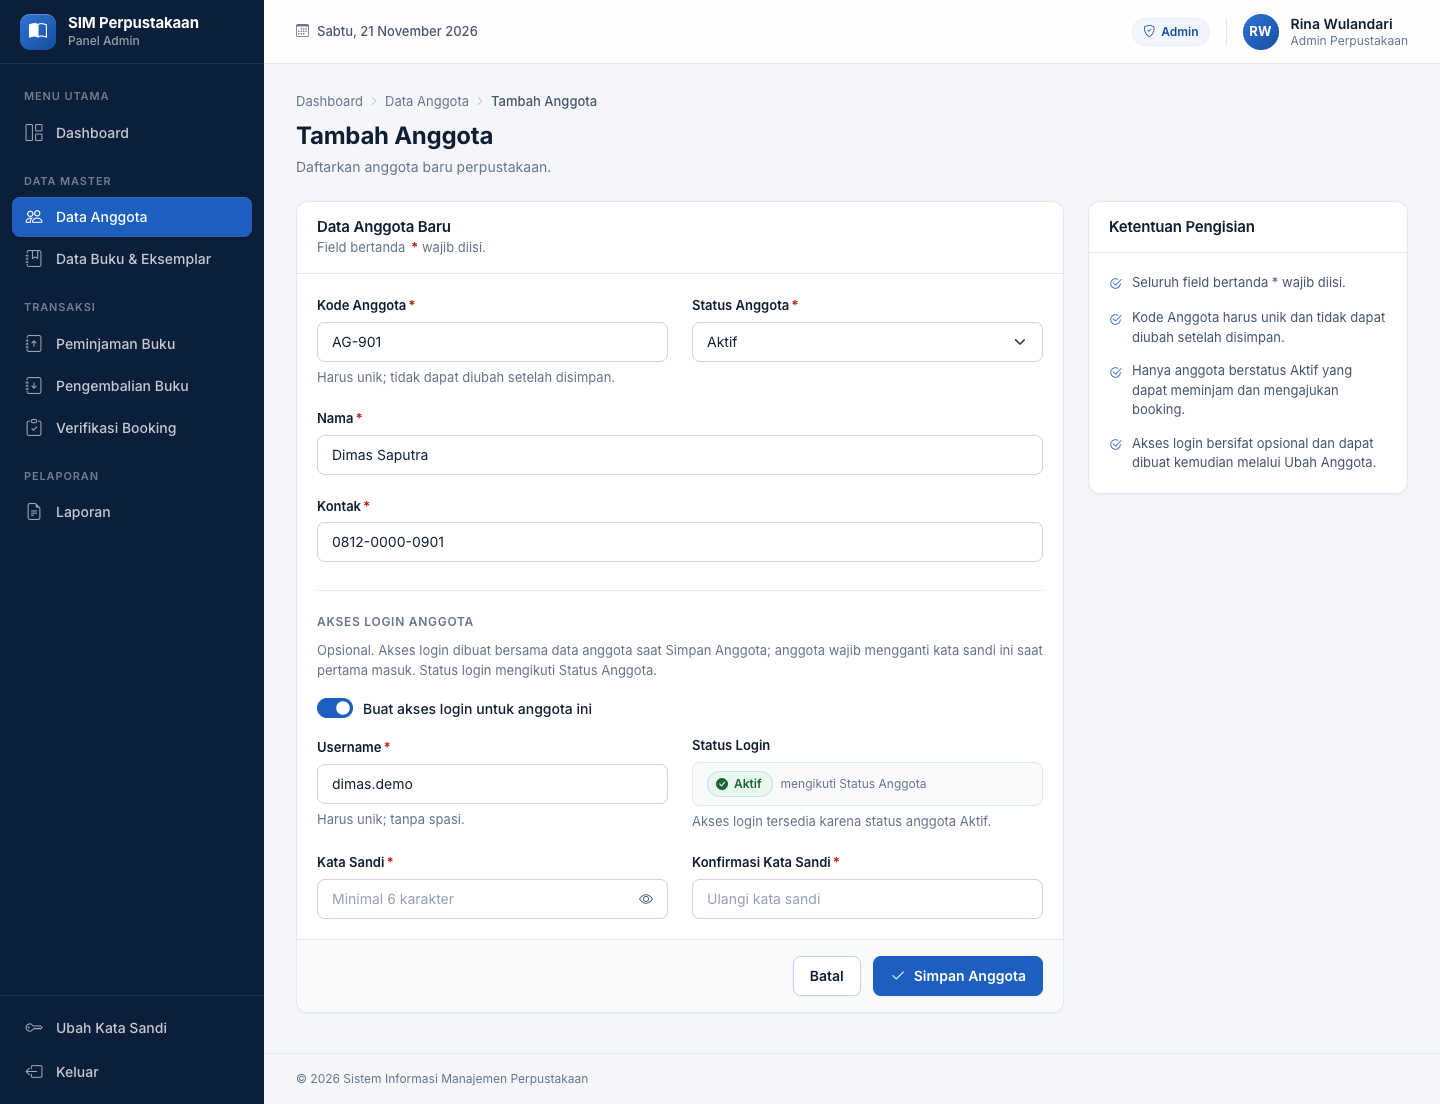 SIM Perpustakaan
Panel Admin
MENU UTAMA
Dashboard
DATA MASTER
Data Anggota
Data Buku & Eksemplar
TRANSAKSI
Peminjaman Buku
Pengembalian Buku
Verifikasi Booking
PELAPORAN
Laporan
Ubah Kata Sandi
Keluar
Sabtu, 21 November 2026
Admin
RW
Rina Wulandari
Admin Perpustakaan
Dashboard > Data Anggota > Tambah Anggota
Tambah Anggota
Daftarkan anggota baru perpustakaan.
Data Anggota Baru
Field bertanda * wajib diisi.
Kode Anggota *
AG-901
Harus unik; tidak dapat diubah setelah disimpan.
Status Anggota *
Aktif
Nama *
Dimas Saputra
Kontak *
0812-0000-0901
AKSES LOGIN ANGGOTA
Opsional. Akses login dibuat bersama data anggota saat Simpan Anggota; anggota wajib mengganti kata sandi ini saat
pertama masuk. Status login mengikuti Status Anggota.
Buat akses login untuk anggota ini
Username *
dimas.demo
Harus unik; tanpa spasi.
Status Login
Aktif mengikuti Status Anggota
Akses login tersedia karena status anggota Aktif.
Kata Sandi *
Minimal 6 karakter
Konfirmasi Kata Sandi *
Ulangi kata sandi
Batal
Simpan Anggota
Ketentuan Pengisian
Seluruh field bertanda * wajib diisi.
Kode Anggota harus unik dan tidak dapat
diubah setelah disimpan.
Hanya anggota berstatus Aktif yang
dapat meminjam dan mengajukan
booking.
Akses login bersifat opsional dan dapat
dibuat kemudian melalui Ubah Anggota.
© 2026 Sistem Informasi Manajemen Perpustakaan